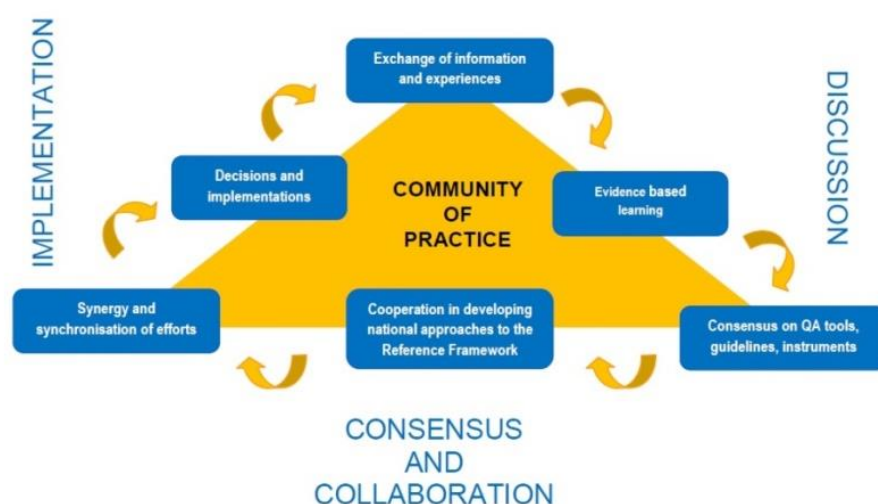 IMPLEMENTATION
Exchange of information
and experiences
DISCUSSION
Decisions and
implementations
COMMUNITY
OF
PRACTICE
Evidence based
learning
Synergy and
synchronisation of efforts
Cooperation in developing
national approaches to the
Reference Framework
Consensus on QA tools,
guidelines, instruments
CONSENSUS
AND
COLLABORATION